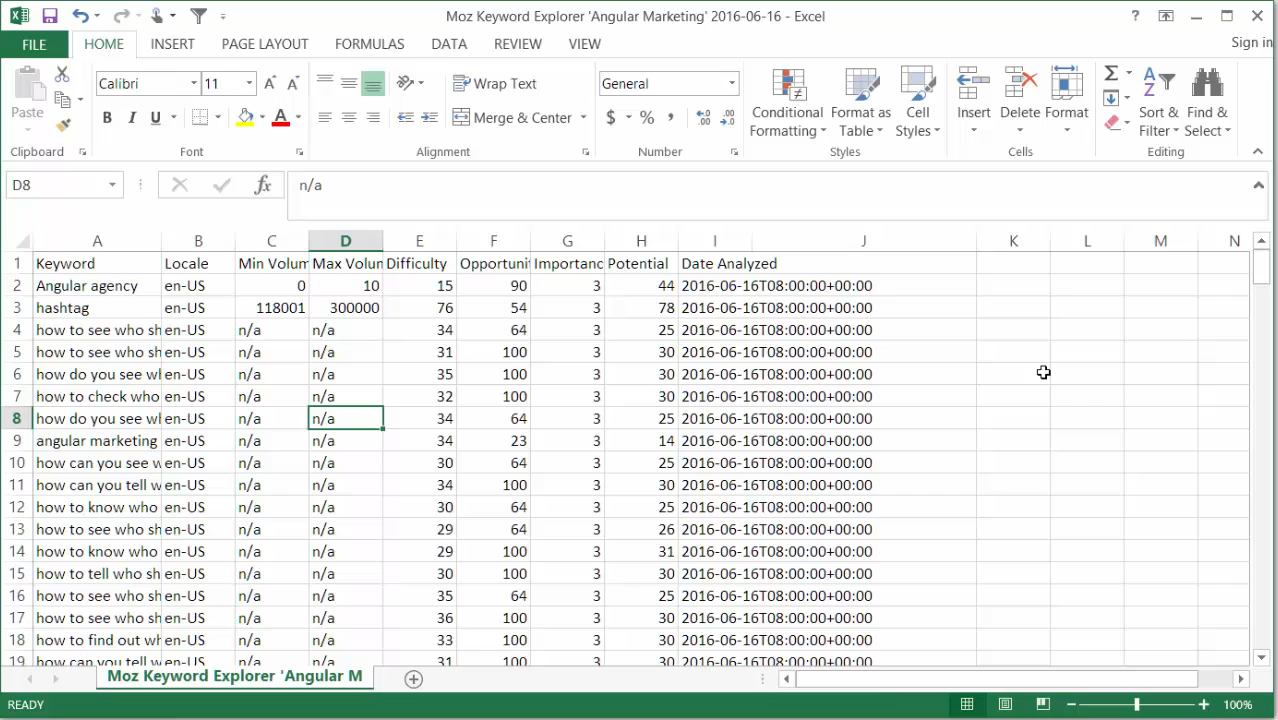 Moz Keyword Explorer 'Angular Marketing' 2016-06-16 - Excel
FILE HOME INSERT PAGE LAYOUT FORMULAS DATA REVIEW VIEW Sign in
Paste
Calibri 11
B I U A
Wrap Text
Merge & Center
General
$ % ,
Conditional Formatting
Format as Table
Cell Styles
Insert Delete Format
Sort & Filter
Find & Select
Clipboard Font Alignment Number Styles Cells Editing
D8 fx n/a
A B C D E F G H I J K L M N
1 Keyword Locale Min Volum Max Volum Difficulty Opportuni Importanc Potential Date Analyzed
2 Angular agency en-US 0 10 15 90 3 44 2016-06-16T08:00:00+00:00
3 hashtag en-US 118001 300000 76 54 3 78 2016-06-16T08:00:00+00:00
4 how to see who sh en-US n/a n/a 34 64 3 25 2016-06-16T08:00:00+00:00
5 how to see who sh en-US n/a n/a 31 100 3 30 2016-06-16T08:00:00+00:00
6 how do you see wh en-US n/a n/a 35 100 3 30 2016-06-16T08:00:00+00:00
7 how to check who en-US n/a n/a 32 100 3 30 2016-06-16T08:00:00+00:00
8 how do you see wh en-US n/a n/a 34 64 3 25 2016-06-16T08:00:00+00:00
9 angular marketing en-US n/a n/a 34 23 3 14 2016-06-16T08:00:00+00:00
10 how can you see w en-US n/a n/a 30 64 3 25 2016-06-16T08:00:00+00:00
11 how can you tell w en-US n/a n/a 34 100 3 30 2016-06-16T08:00:00+00:00
12 how to know who en-US n/a n/a 30 64 3 25 2016-06-16T08:00:00+00:00
13 how to see who sh en-US n/a n/a 29 64 3 26 2016-06-16T08:00:00+00:00
14 how to know who en-US n/a n/a 29 100 3 31 2016-06-16T08:00:00+00:00
15 how to tell who sh en-US n/a n/a 30 100 3 30 2016-06-16T08:00:00+00:00
16 how to see who sh en-US n/a n/a 35 64 3 25 2016-06-16T08:00:00+00:00
17 how to see who sh en-US n/a n/a 36 100 3 30 2016-06-16T08:00:00+00:00
18 how to find out wh en-US n/a n/a 33 100 3 30 2016-06-16T08:00:00+00:00
19 how can you tell w en-US n/a n/a 31 100 3 30 2016-06-16T08:00:00+00:00
Moz Keyword Explorer 'Angular M
READY 100%